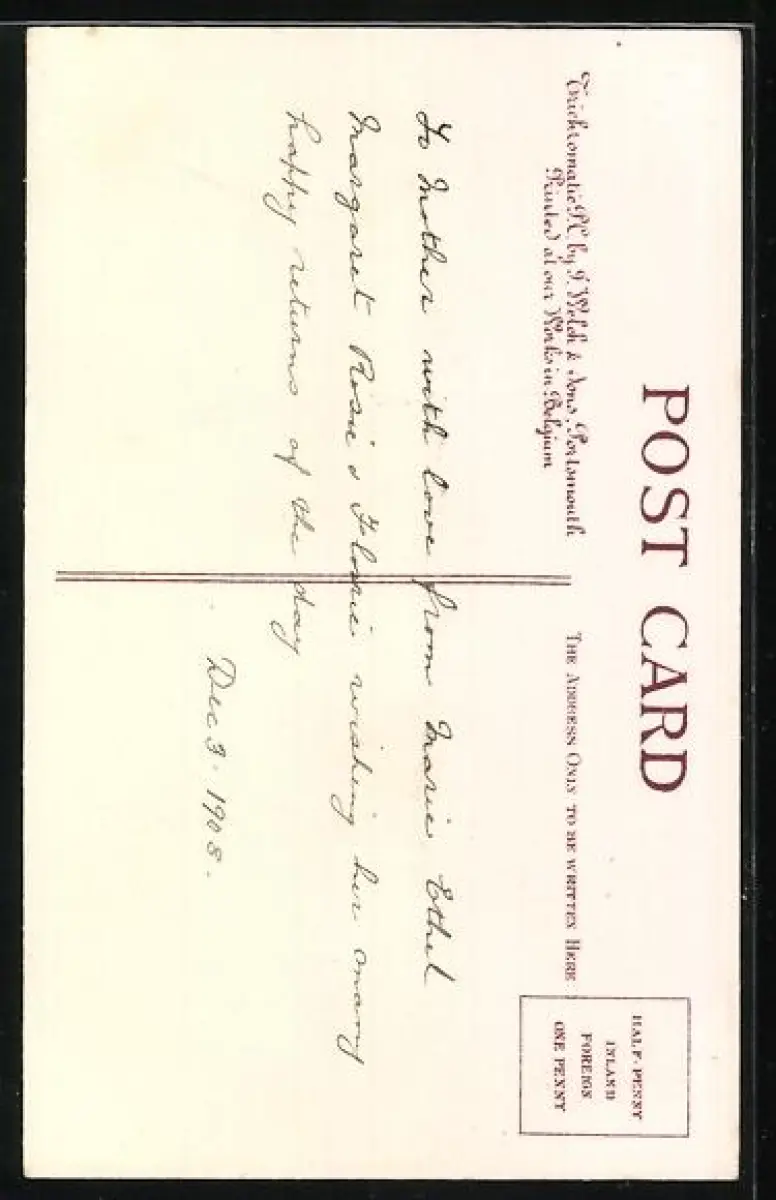 POST CARD
Trichromatic P.C. by J. Welch & Sons, Portsmouth
Printed at our Works in Belgium
THE ADDRESS ONLY TO BE WRITTEN HERE
HALF-PENNY
INLAND
FOREIGN
ONE PENNY
To Mother with love from Marie Ethel
Margaret Rosie & Florrie wishing her many
happy returns of the day
Dec 3. 1908.